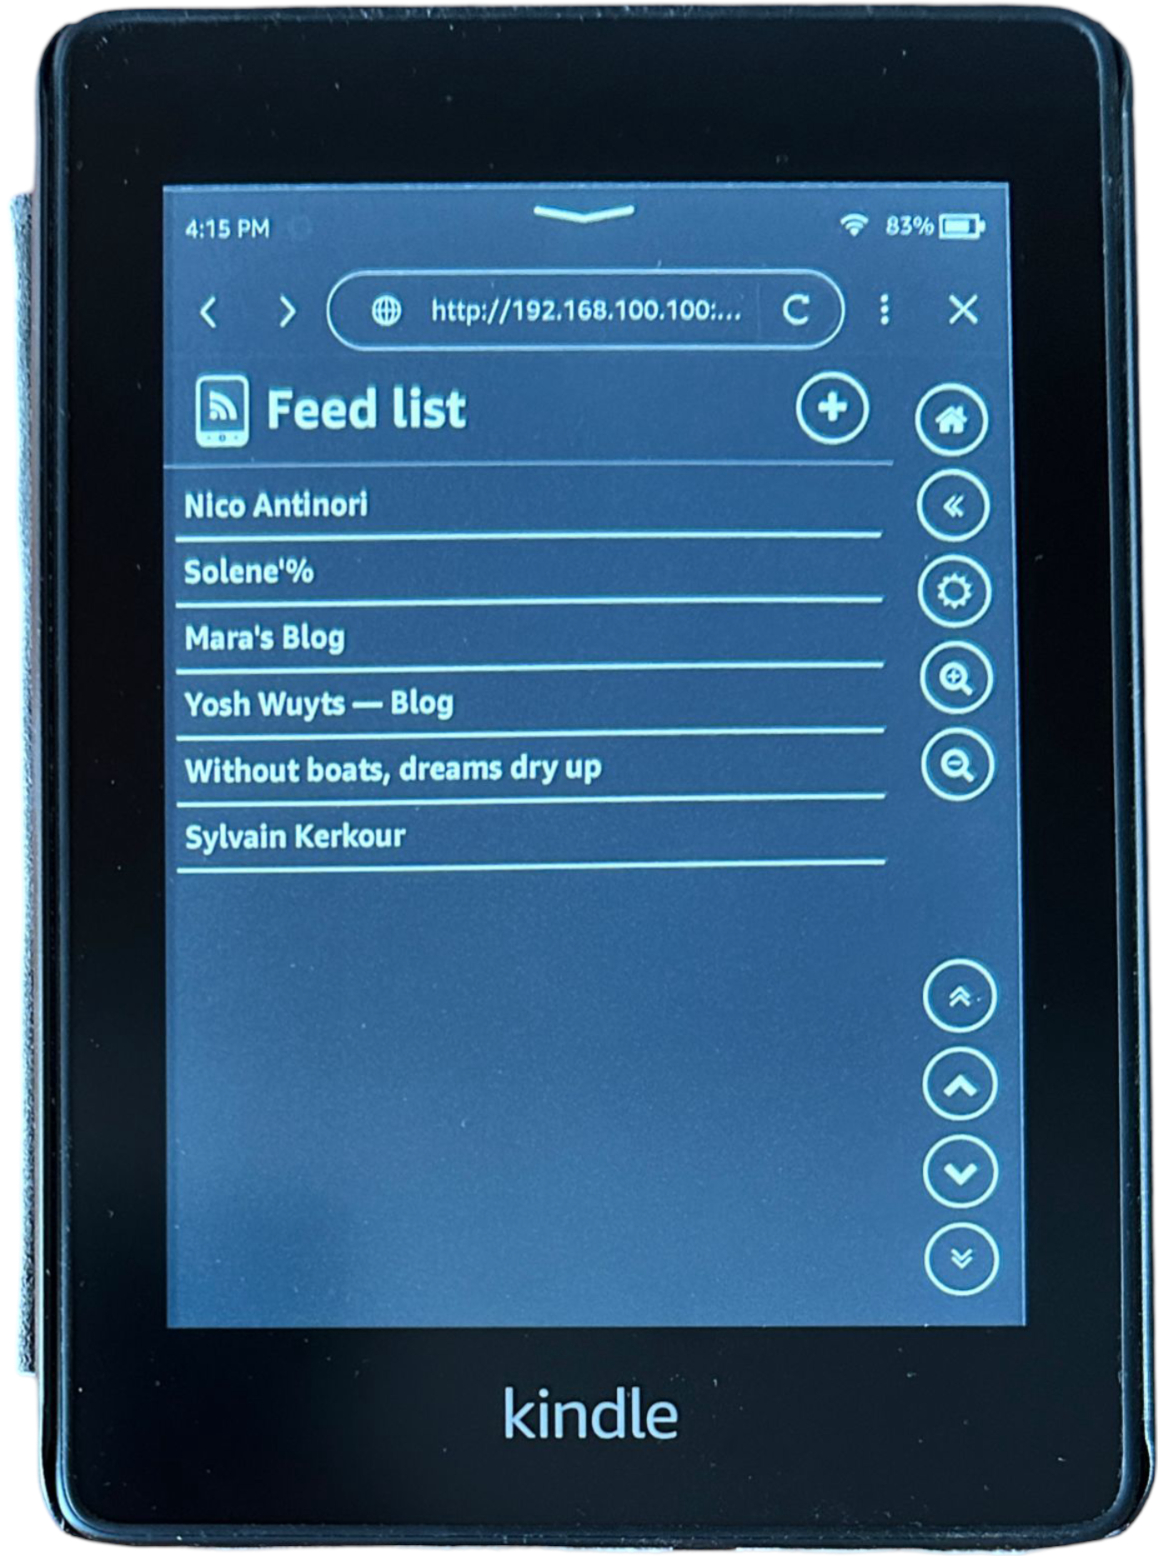 4:15 PM
83%
http://192.168.100.100:...
Feed list
Nico Antinori
Solene'%
Mara's Blog
Yosh Wuyts — Blog
Without boats, dreams dry up
Sylvain Kerkour
kindle